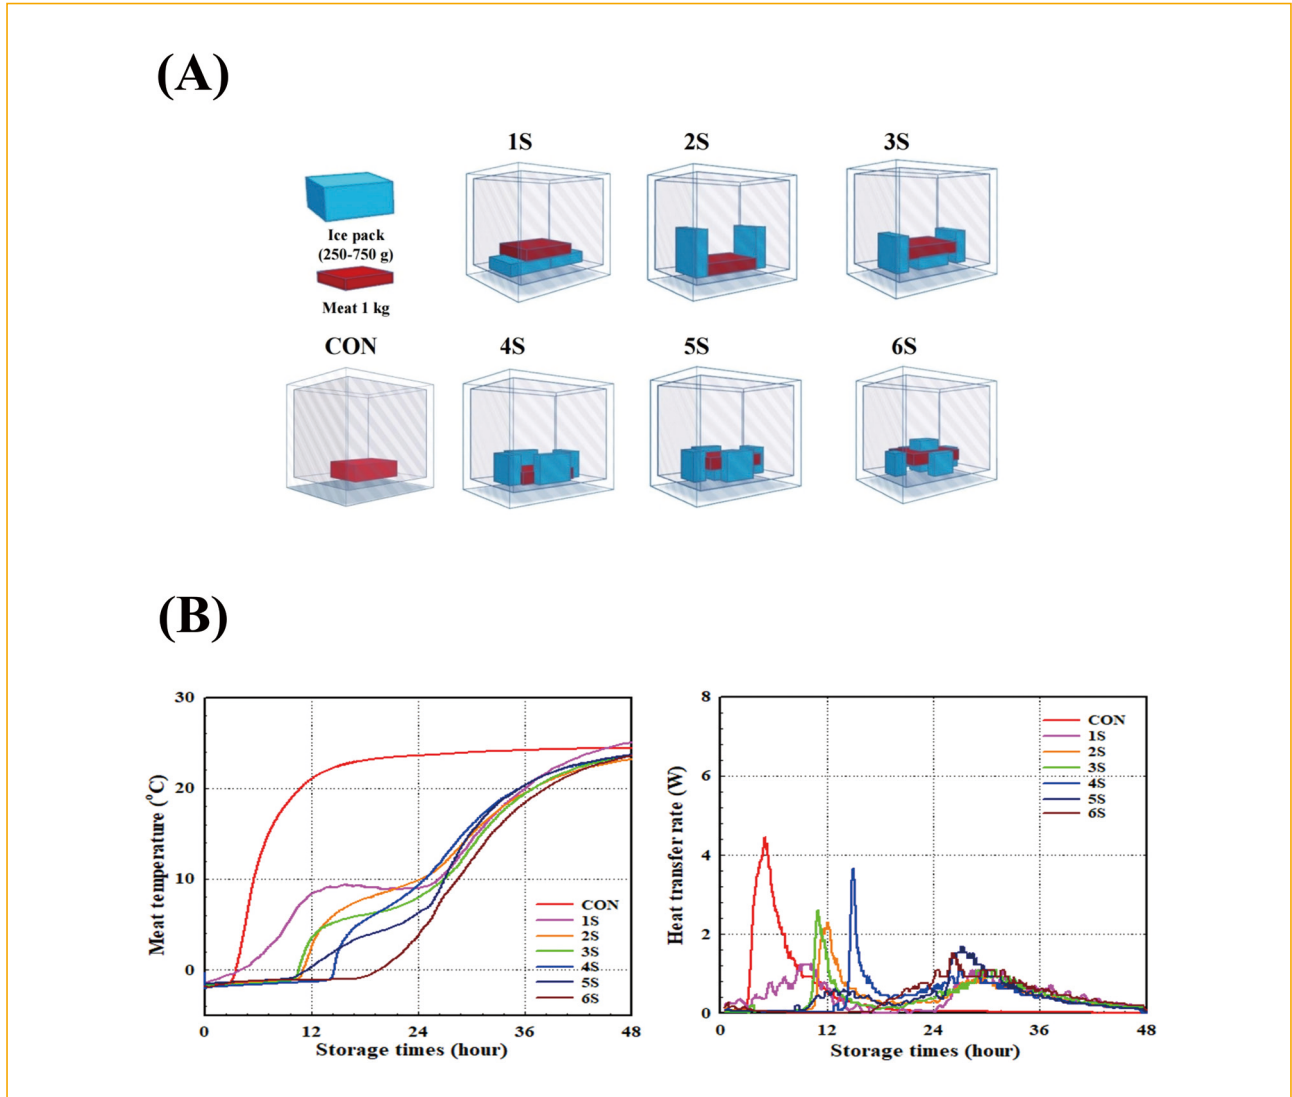 (A)
1S
2S
3S
Ice pack
(250-750 g)
Meat 1 kg
CON
4S
5S
6S
(B)
30
20
10
0
0
12
24
36
48
Meat temperature (⁰C)
Storage times (hour)
CON
1S
2S
3S
4S
5S
6S
8
6
4
2
0
0
12
24
36
48
Heat transfer rate (W)
Storage times (hour)
CON
1S
2S
3S
4S
5S
6S